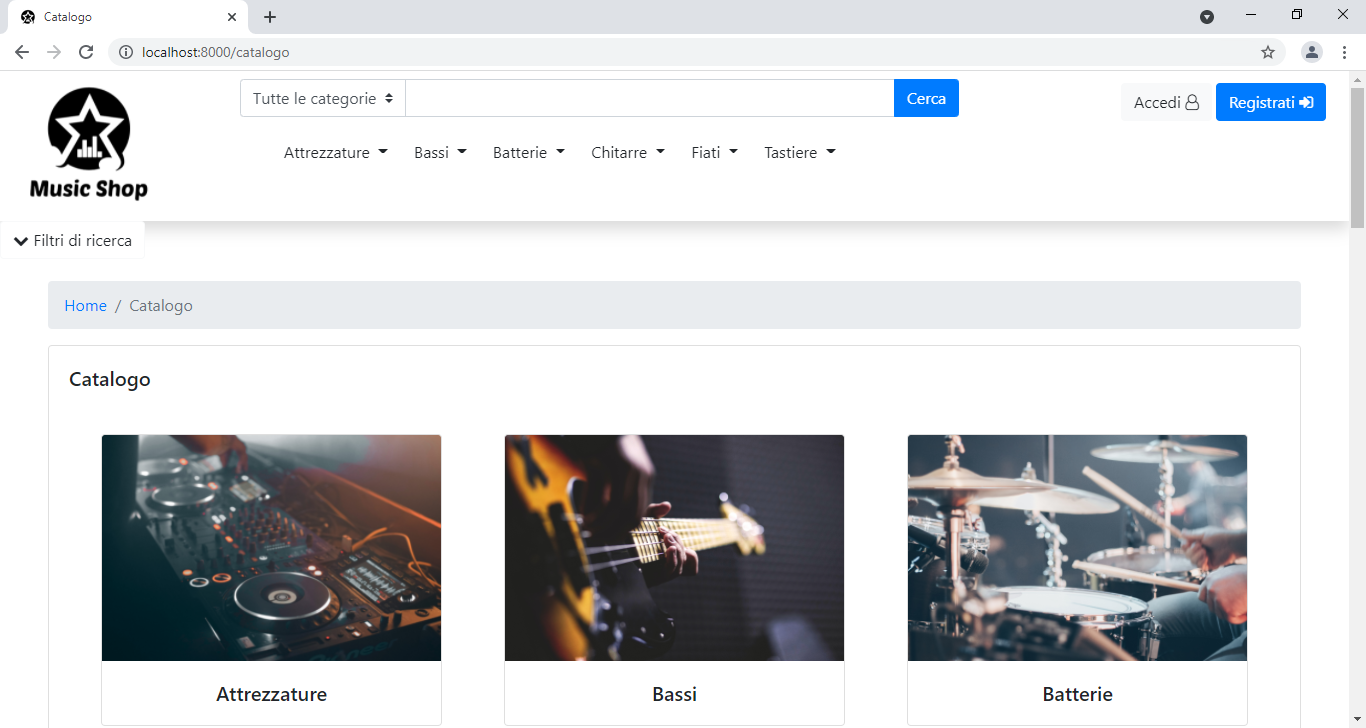 Catalogo
localhost:8000/catalogo
Tutte le categorie
Cerca
Accedi
Registrati
Music Shop
Attrezzature Bassi Batterie Chitarre Fiati Tastiere
Filtri di ricerca
Home / Catalogo
Catalogo
Attrezzature
Bassi
Batterie